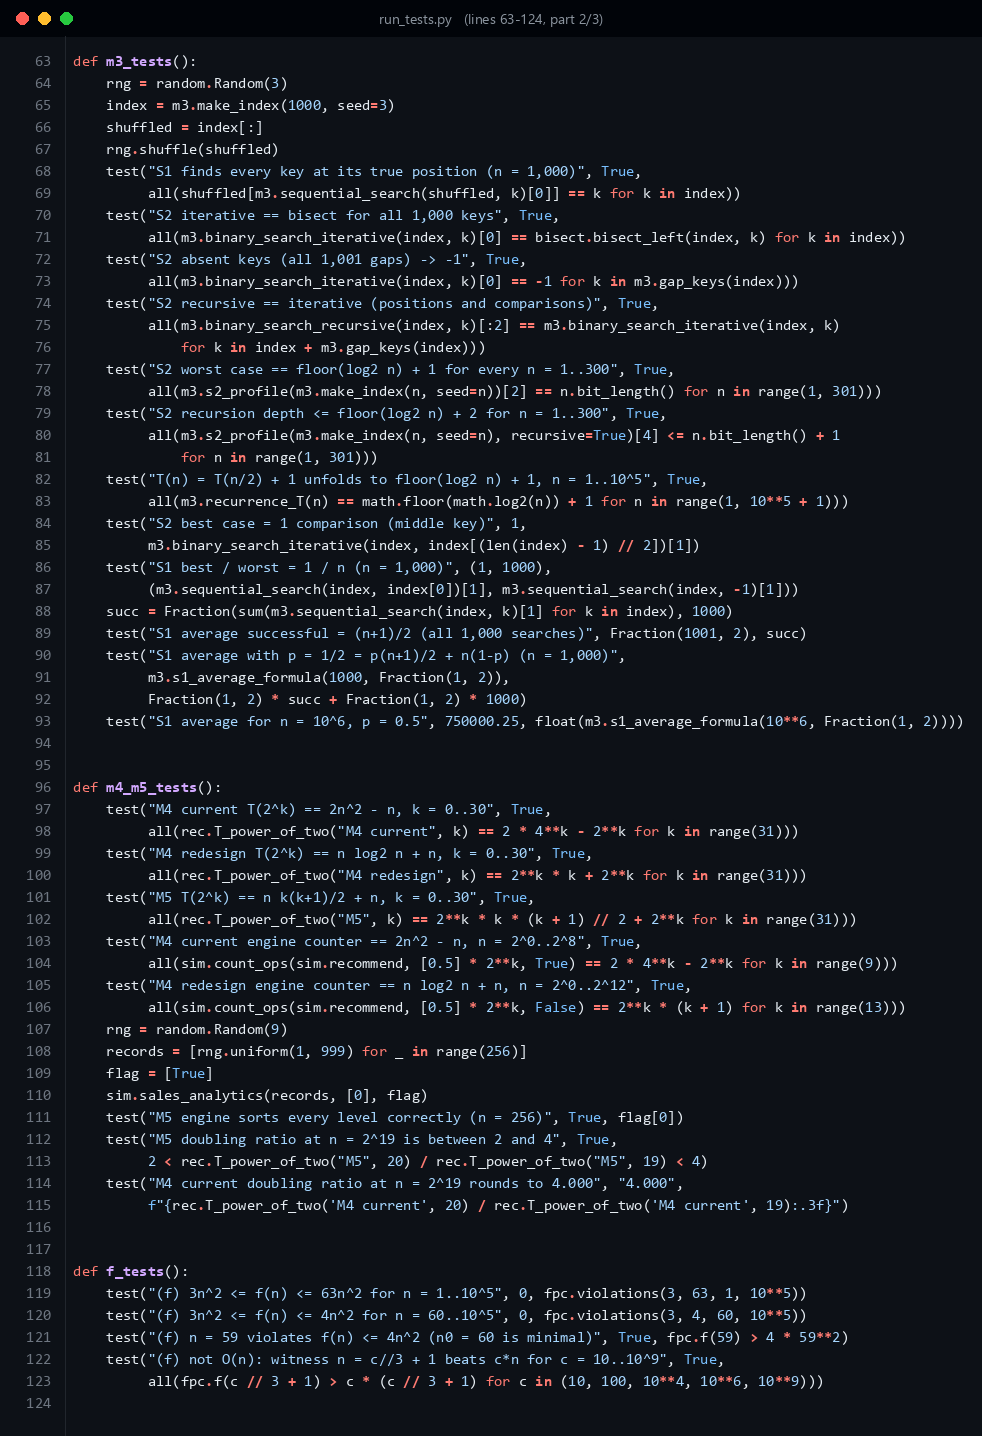 run_tests.py   (lines 63-124, part 2/3)
63 def m3_tests():
64     rng = random.Random(3)
65     index = m3.make_index(1000, seed=3)
66     shuffled = index[:]
67     rng.shuffle(shuffled)
68     test("S1 finds every key at its true position (n = 1,000)", True,
69          all(shuffled[m3.sequential_search(shuffled, k)[0]] == k for k in index))
70     test("S2 iterative == bisect for all 1,000 keys", True,
71          all(m3.binary_search_iterative(index, k)[0] == bisect.bisect_left(index, k) for k in index))
72     test("S2 absent keys (all 1,001 gaps) -> -1", True,
73          all(m3.binary_search_iterative(index, k)[0] == -1 for k in m3.gap_keys(index)))
74     test("S2 recursive == iterative (positions and comparisons)", True,
75          all(m3.binary_search_recursive(index, k)[:2] == m3.binary_search_iterative(index, k)
76              for k in index + m3.gap_keys(index)))
77     test("S2 worst case == floor(log2 n) + 1 for every n = 1..300", True,
78          all(m3.s2_profile(m3.make_index(n, seed=n))[2] == n.bit_length() for n in range(1, 301)))
79     test("S2 recursion depth <= floor(log2 n) + 2 for n = 1..300", True,
80          all(m3.s2_profile(m3.make_index(n, seed=n), recursive=True)[4] <= n.bit_length() + 1
81              for n in range(1, 301)))
82     test("T(n) = T(n/2) + 1 unfolds to floor(log2 n) + 1, n = 1..10^5", True,
83          all(m3.recurrence_T(n) == math.floor(math.log2(n)) + 1 for n in range(1, 10**5 + 1)))
84     test("S2 best case = 1 comparison (middle key)", 1,
85          m3.binary_search_iterative(index, index[(len(index) - 1) // 2])[1])
86     test("S1 best / worst = 1 / n (n = 1,000)", (1, 1000),
87          (m3.sequential_search(index, index[0])[1], m3.sequential_search(index, -1)[1]))
88     succ = Fraction(sum(m3.sequential_search(index, k)[1] for k in index), 1000)
89     test("S1 average successful = (n+1)/2 (all 1,000 searches)", Fraction(1001, 2), succ)
90     test("S1 average with p = 1/2 = p(n+1)/2 + n(1-p) (n = 1,000)",
91          m3.s1_average_formula(1000, Fraction(1, 2)),
92          Fraction(1, 2) * succ + Fraction(1, 2) * 1000)
93     test("S1 average for n = 10^6, p = 0.5", 750000.25, float(m3.s1_average_formula(10**6, Fraction(1, 2))))
94
95
96 def m4_m5_tests():
97     test("M4 current T(2^k) == 2n^2 - n, k = 0..30", True,
98          all(rec.T_power_of_two("M4 current", k) == 2 * 4**k - 2**k for k in range(31)))
99     test("M4 redesign T(2^k) == n log2 n + n, k = 0..30", True,
100          all(rec.T_power_of_two("M4 redesign", k) == 2**k * k + 2**k for k in range(31)))
101     test("M5 T(2^k) == n k(k+1)/2 + n, k = 0..30", True,
102          all(rec.T_power_of_two("M5", k) == 2**k * k * (k + 1) // 2 + 2**k for k in range(31)))
103     test("M4 current engine counter == 2n^2 - n, n = 2^0..2^8", True,
104          all(sim.count_ops(sim.recommend, [0.5] * 2**k, True) == 2 * 4**k - 2**k for k in range(9)))
105     test("M4 redesign engine counter == n log2 n + n, n = 2^0..2^12", True,
106          all(sim.count_ops(sim.recommend, [0.5] * 2**k, False) == 2**k * (k + 1) for k in range(13)))
107     rng = random.Random(9)
108     records = [rng.uniform(1, 999) for _ in range(256)]
109     flag = [True]
110     sim.sales_analytics(records, [0], flag)
111     test("M5 engine sorts every level correctly (n = 256)", True, flag[0])
112     test("M5 doubling ratio at n = 2^19 is between 2 and 4", True,
113          2 < rec.T_power_of_two("M5", 20) / rec.T_power_of_two("M5", 19) < 4)
114     test("M4 current doubling ratio at n = 2^19 rounds to 4.000", "4.000",
115          f"{rec.T_power_of_two('M4 current', 20) / rec.T_power_of_two('M4 current', 19):.3f}")
116
117
118 def f_tests():
119     test("(f) 3n^2 <= f(n) <= 63n^2 for n = 1..10^5", 0, fpc.violations(3, 63, 1, 10**5))
120     test("(f) 3n^2 <= f(n) <= 4n^2 for n = 60..10^5", 0, fpc.violations(3, 4, 60, 10**5))
121     test("(f) n = 59 violates f(n) <= 4n^2 (n0 = 60 is minimal)", True, fpc.f(59) > 4 * 59**2)
122     test("(f) not O(n): witness n = c//3 + 1 beats c*n for c = 10..10^9", True,
123          all(fpc.f(c // 3 + 1) > c * (c // 3 + 1) for c in (10, 100, 10**4, 10**6, 10**9)))
124